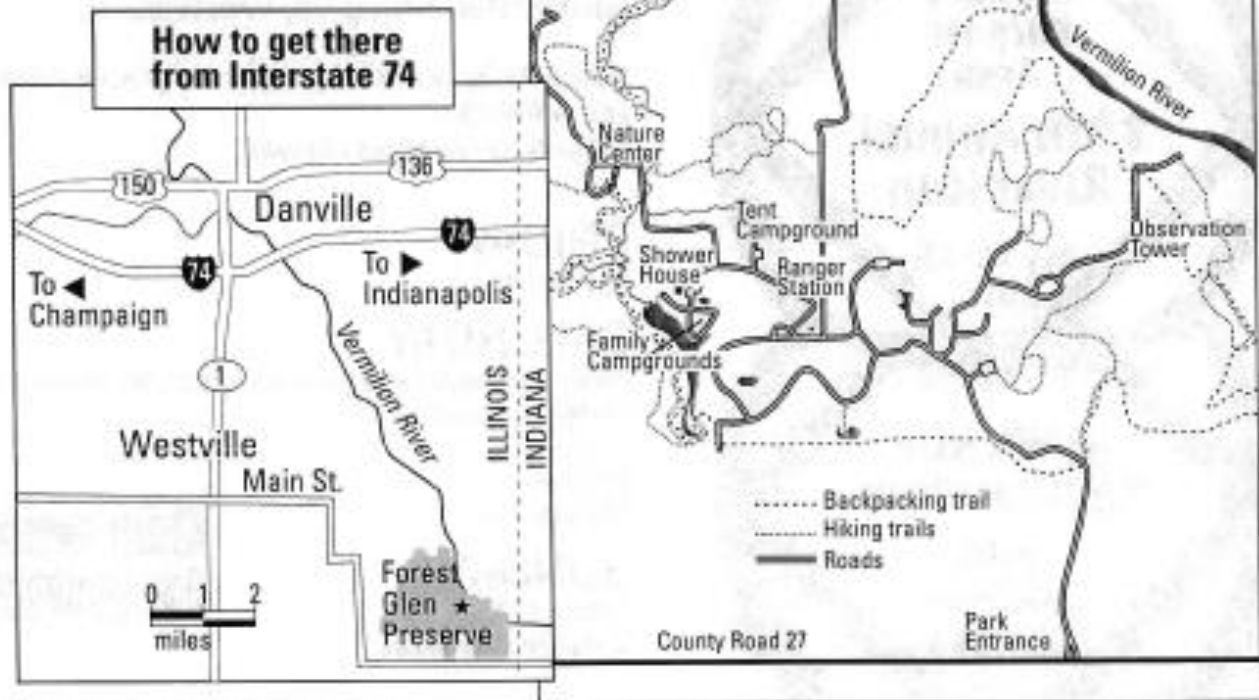 How to get there
from Interstate 74
150
136
Danville
74
74
To
Champaign
To
Indianapolis
1
Vermilion River
ILLINOIS
INDIANA
Westville
Main St.
0 1 2
miles
Forest
Glen
Preserve
Vermilion River
Nature
Center
Tent
Campground
Shower
House
Ranger
Station
Observation
Tower
Family
Campgrounds
Backpacking trail
Hiking trails
Roads
County Road 27
Park
Entrance